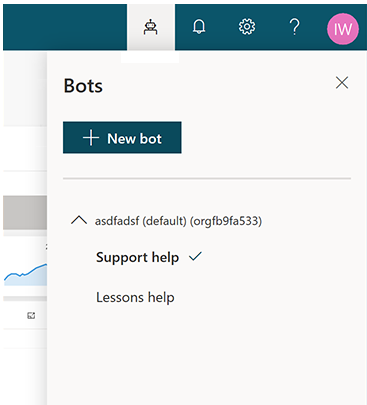 IW
Bots
New bot
asdfadsf (default) (orgfb9fa533)
Support help
Lessons help